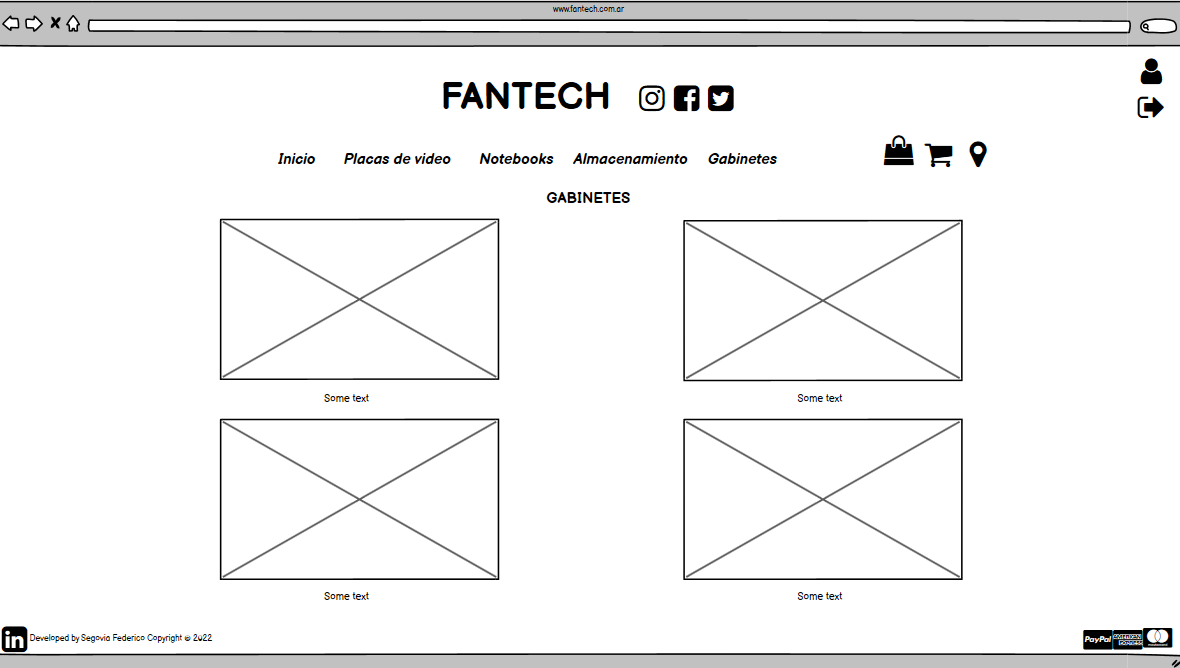 www.fantech.com.ar
FANTECH
Inicio Placas de video Notebooks Almacenamiento Gabinetes
GABINETES
Some text Some text
Some text Some text
in Developed by Segovia Federico Copyright © 2022
PayPal AMERICAN EXPRESS